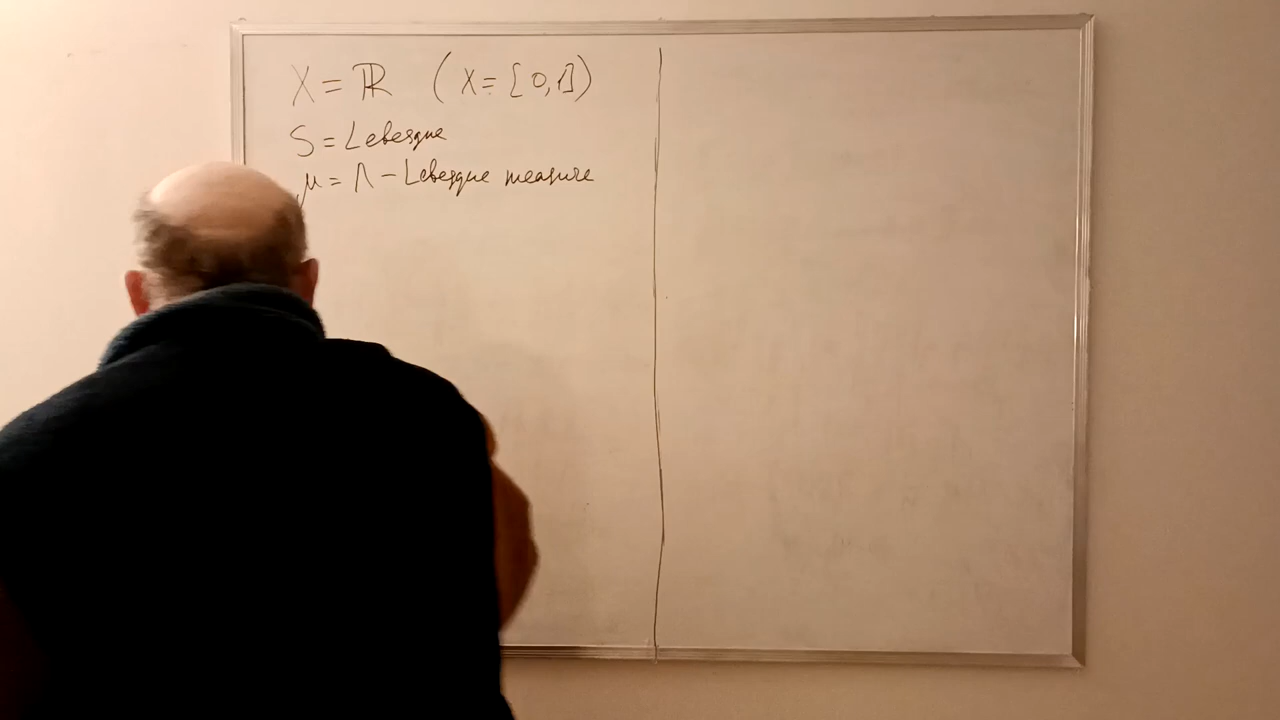 X = ℝ (X = [0,1])
S = Lebesgue
μ = Λ – Lebesgue measure